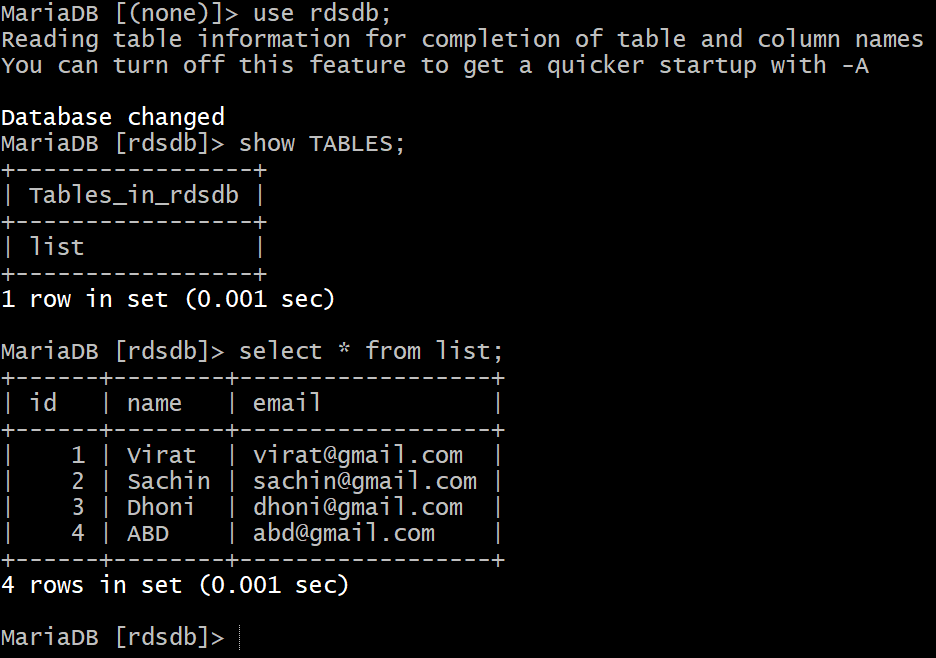 MariaDB [(none)]> use rdsdb;
Reading table information for completion of table and column names
You can turn off this feature to get a quicker startup with -A

Database changed
MariaDB [rdsdb]> show TABLES;
+-----------------+
| Tables_in_rdsdb |
+-----------------+
| list            |
+-----------------+
1 row in set (0.001 sec)

MariaDB [rdsdb]> select * from list;
+------+--------+------------------+
| id   | name   | email            |
+------+--------+------------------+
|    1 | Virat  | virat@gmail.com  |
|    2 | Sachin | sachin@gmail.com |
|    3 | Dhoni  | dhoni@gmail.com  |
|    4 | ABD    | abd@gmail.com    |
+------+--------+------------------+
4 rows in set (0.001 sec)

MariaDB [rdsdb]>